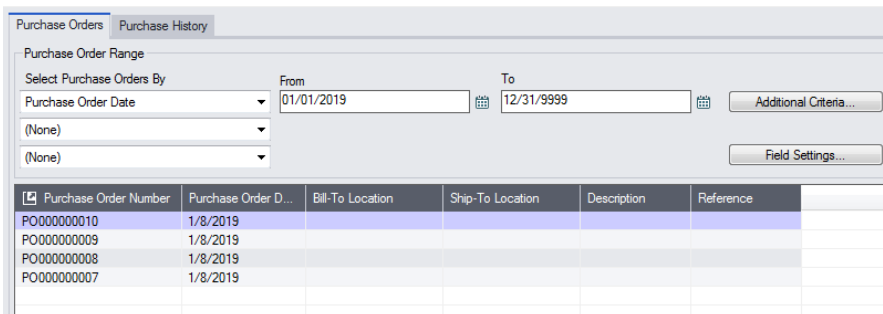 Purchase Orders Purchase History
Purchase Order Range
Select Purchase Orders By From To
Purchase Order Date 01/01/2019 12/31/9999 Additional Criteria...
(None)
(None) Field Settings...
Purchase Order Number Purchase Order D... Bill-To Location Ship-To Location Description Reference
PO000000010 1/8/2019
PO000000009 1/8/2019
PO000000008 1/8/2019
PO000000007 1/8/2019